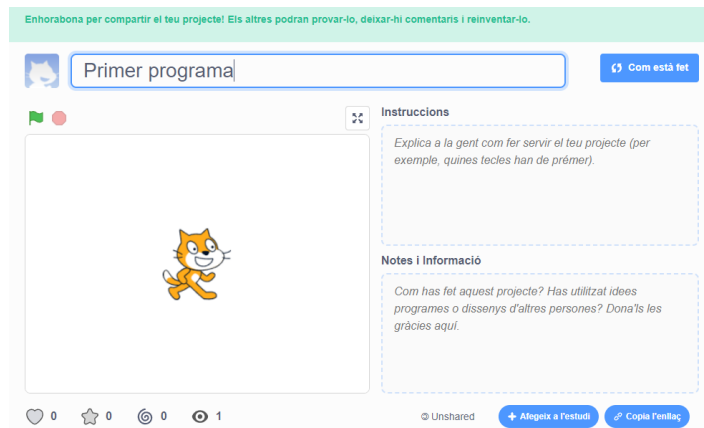 Enhorabona per compartir el teu projecte! Els altres podran provar-lo, deixar-hi comentaris i reinventar-lo.
Primer programa
Com està fet
Instruccions
Explica a la gent com fer servir el teu projecte (per
exemple, quines tecles han de prémer).
Notes i Informació
Com has fet aquest projecte? Has utilitzat idees
programes o dissenys d'altres persones? Dona'ls les
gràcies aquí.
0
0
0
1
Unshared
Afegeix a l'estudi
Copia l'enllaç